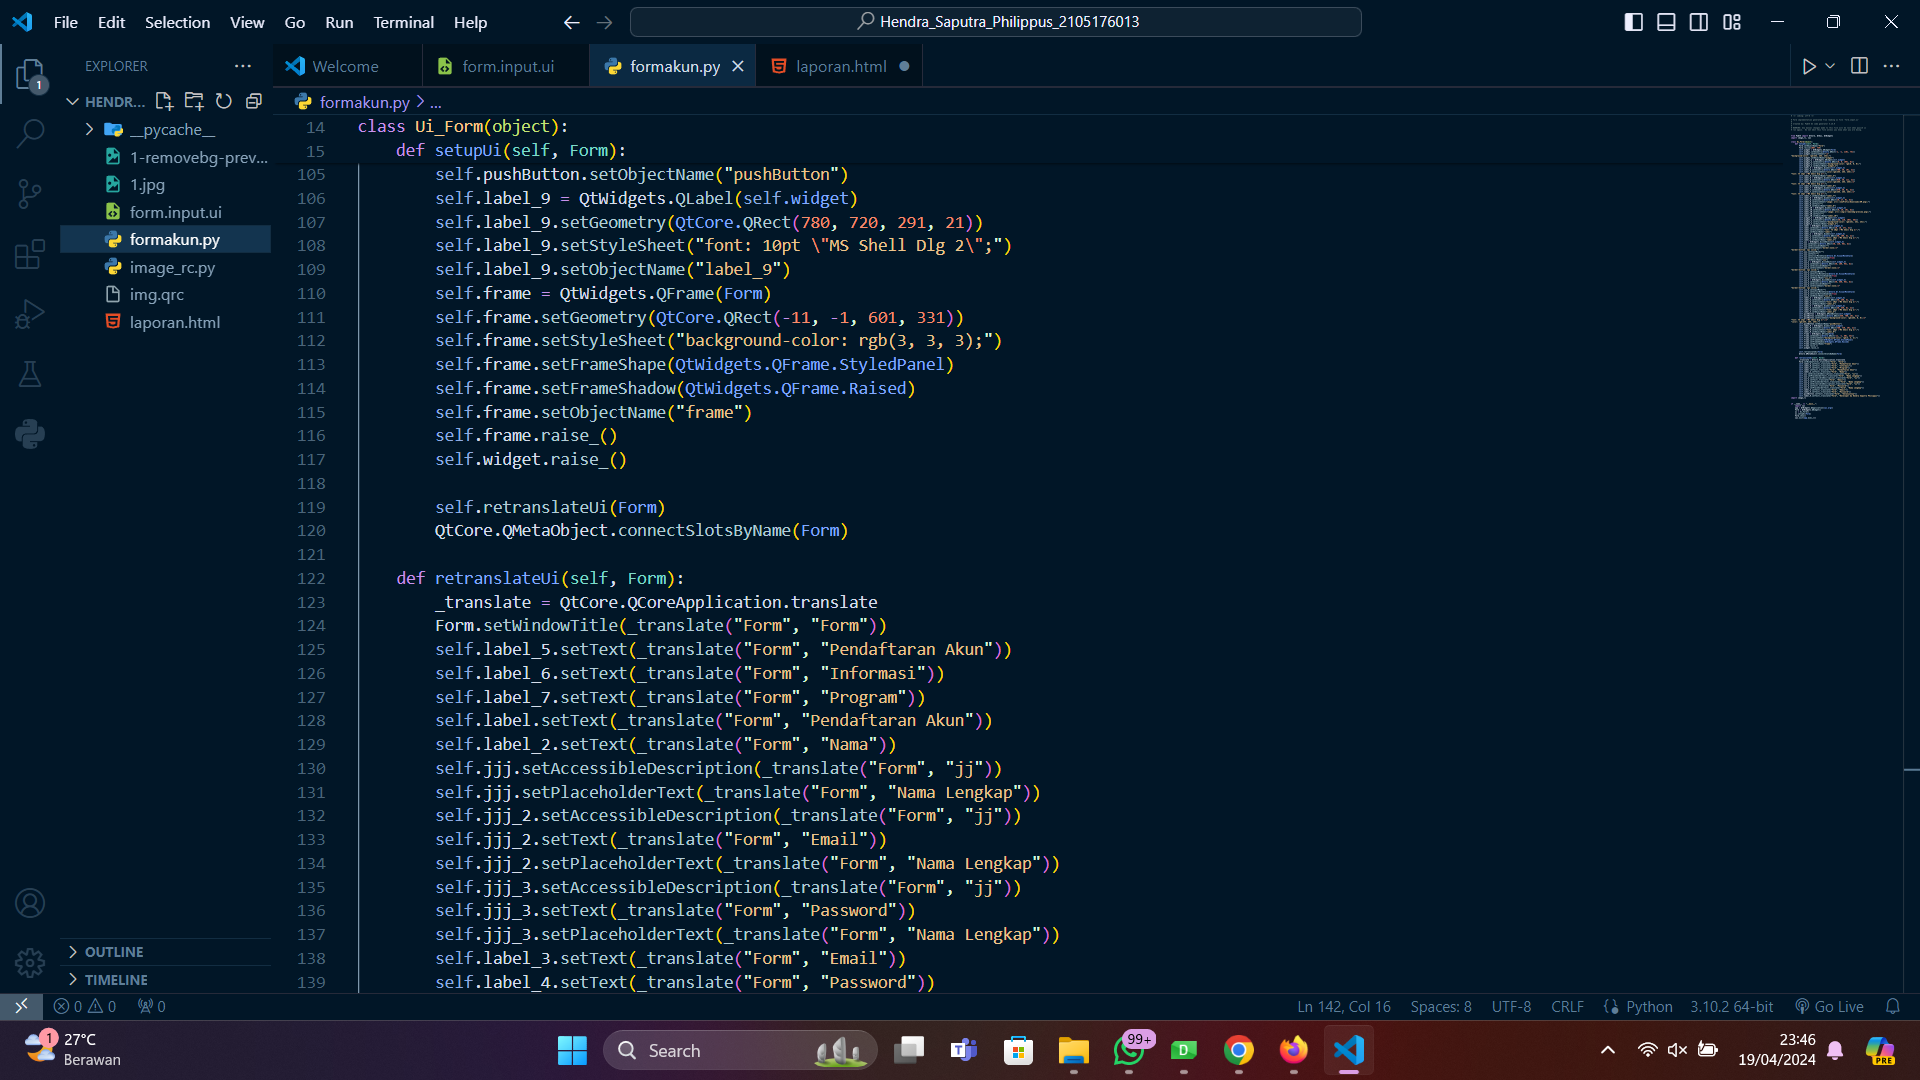 File Edit Selection View Go Run Terminal Help
Hendra_Saputra_Philippus_2105176013
EXPLORER
Welcome
form.input.ui
formakun.py
laporan.html
HENDR...
__pycache__
1-removebg-prev...
1.jpg
form.input.ui
formakun.py
image_rc.py
img.qrc
laporan.html
OUTLINE
TIMELINE
formakun.py > ...
14 class Ui_Form(object):
15 def setupUi(self, Form):
105 self.pushButton.setObjectName("pushButton")
106 self.label_9 = QtWidgets.QLabel(self.widget)
107 self.label_9.setGeometry(QtCore.QRect(780, 720, 291, 21))
108 self.label_9.setStyleSheet("font: 10pt \"MS Shell Dlg 2\";")
109 self.label_9.setObjectName("label_9")
110 self.frame = QtWidgets.QFrame(Form)
111 self.frame.setGeometry(QtCore.QRect(-11, -1, 601, 331))
112 self.frame.setStyleSheet("background-color: rgb(3, 3, 3);")
113 self.frame.setFrameShape(QtWidgets.QFrame.StyledPanel)
114 self.frame.setFrameShadow(QtWidgets.QFrame.Raised)
115 self.frame.setObjectName("frame")
116 self.frame.raise_()
117 self.widget.raise_()
118
119 self.retranslateUi(Form)
120 QtCore.QMetaObject.connectSlotsByName(Form)
121
122 def retranslateUi(self, Form):
123 _translate = QtCore.QCoreApplication.translate
124 Form.setWindowTitle(_translate("Form", "Form"))
125 self.label_5.setText(_translate("Form", "Pendaftaran Akun"))
126 self.label_6.setText(_translate("Form", "Informasi"))
127 self.label_7.setText(_translate("Form", "Program"))
128 self.label.setText(_translate("Form", "Pendaftaran Akun"))
129 self.label_2.setText(_translate("Form", "Nama"))
130 self.jjj.setAccessibleDescription(_translate("Form", "jj"))
131 self.jjj.setPlaceholderText(_translate("Form", "Nama Lengkap"))
132 self.jjj_2.setAccessibleDescription(_translate("Form", "jj"))
133 self.jjj_2.setText(_translate("Form", "Email"))
134 self.jjj_2.setPlaceholderText(_translate("Form", "Nama Lengkap"))
135 self.jjj_3.setAccessibleDescription(_translate("Form", "jj"))
136 self.jjj_3.setText(_translate("Form", "Password"))
137 self.jjj_3.setPlaceholderText(_translate("Form", "Nama Lengkap"))
138 self.label_3.setText(_translate("Form", "Email"))
139 self.label_4.setText(_translate("Form", "Password"))
0 0 0
Ln 142, Col 16 Spaces: 8 UTF-8 CRLF Python 3.10.2 64-bit Go Live
1
27°C
Berawan
Search
99+
23:46
19/04/2024
PRE